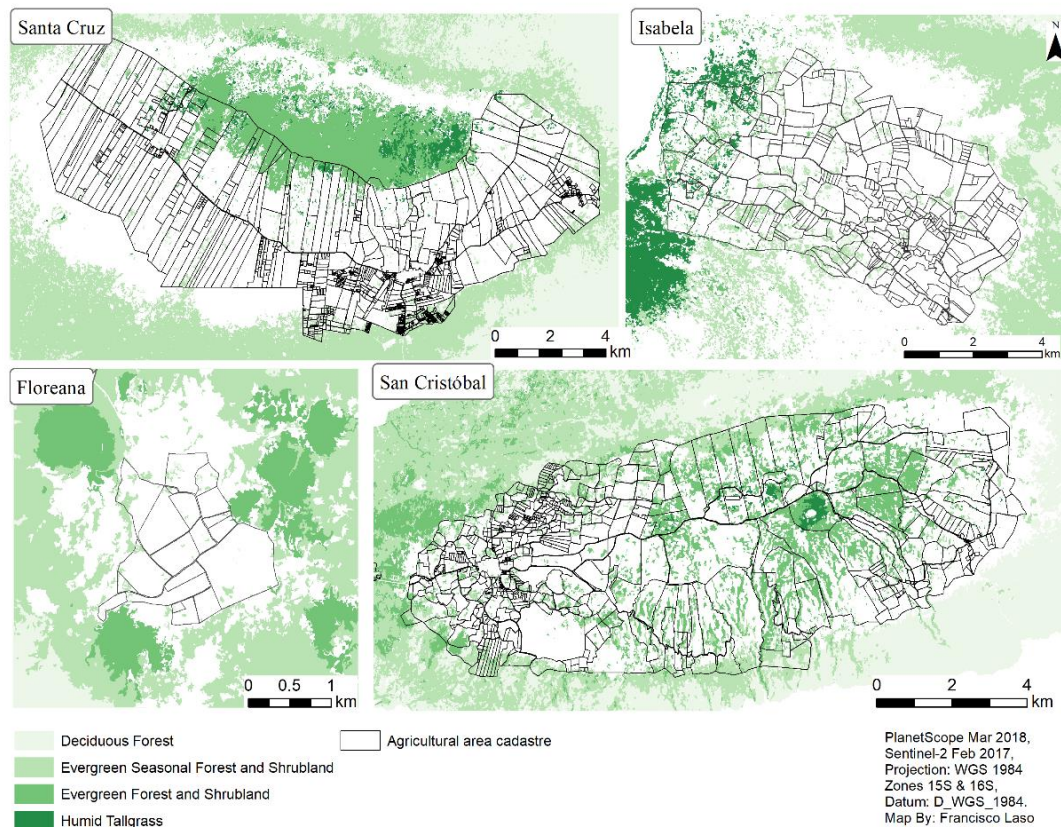 Santa Cruz
Isabela
N
0 2 4
km
0 2 4
km
Floreana
San Cristóbal
0 0.5 1
km
0 2 4
km
Deciduous Forest
Evergreen Seasonal Forest and Shrubland
Evergreen Forest and Shrubland
Humid Tallgrass
Agricultural area cadastre
PlanetScope Mar 2018,
Sentinel-2 Feb 2017,
Projection: WGS 1984
Zones 15S & 16S,
Datum: D_WGS_1984.
Map By: Francisco Laso